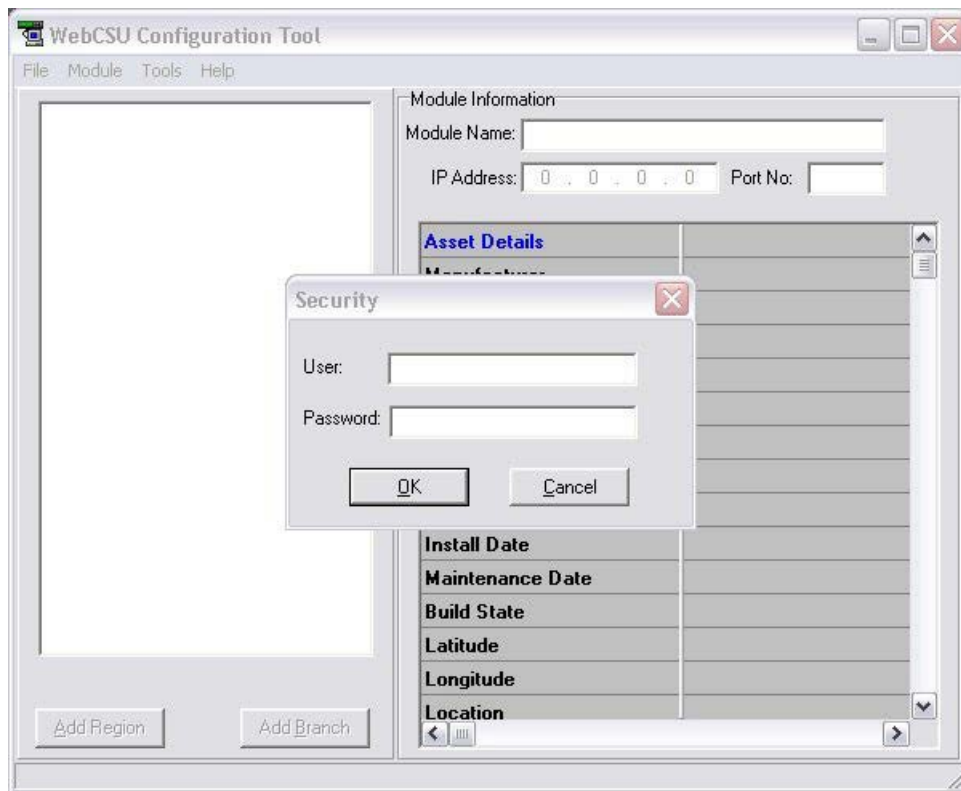 WebCSU Configuration Tool
File Module Tools Help
Module Information
Module Name:
IP Address: 0 . 0 . 0 . 0 Port No:
Asset Details
Security
User:
Password:
OK Cancel
Install Date
Maintenance Date
Build State
Latitude
Longitude
Location
Add Region Add Branch